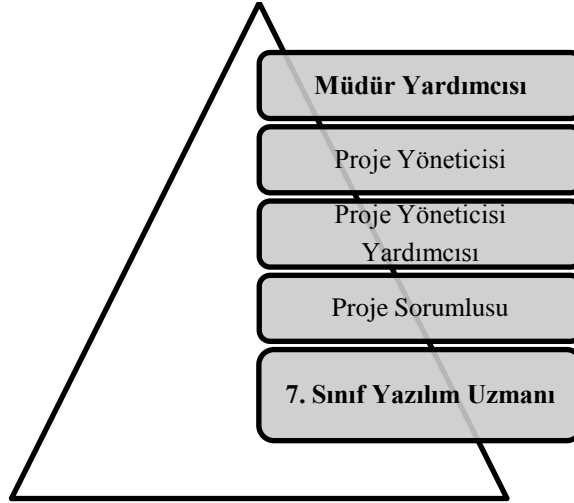 Müdür Yardımcısı
Proje Yöneticisi
Proje Yöneticisi
Yardımcısı
Proje Sorumlusu
7. Sınıf Yazılım Uzmanı